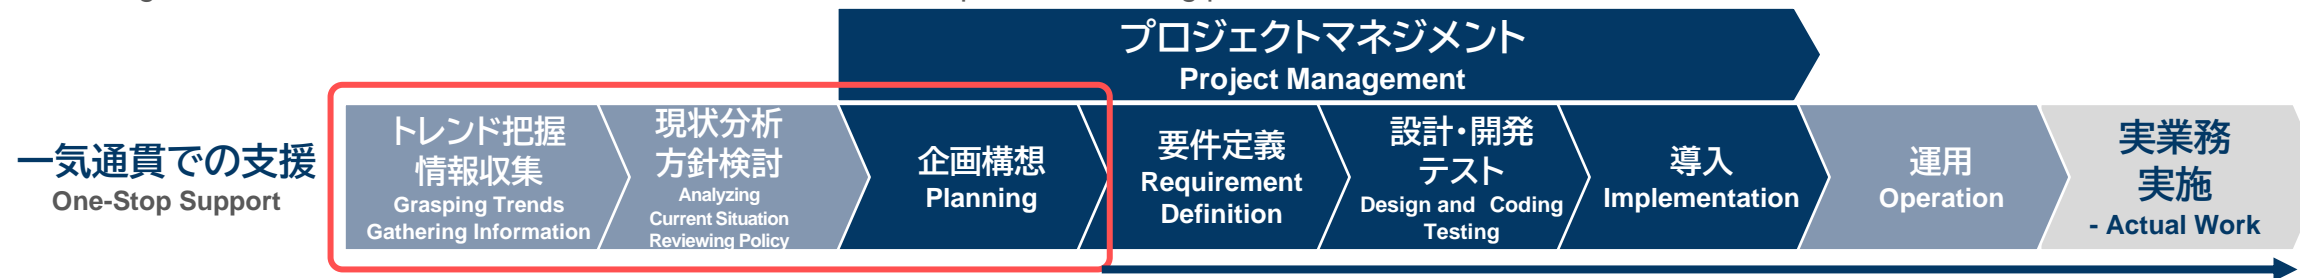 プロジェクトマネジメント
Project Management
一気通貫での支援
One-Stop Support
トレンド把握
情報収集
Grasping Trends
Gathering Information
現状分析
方針検討
Analyzing
Current Situation
Reviewing Policy
企画構想
Planning
要件定義
Requirement
Definition
設計・開発
テスト
Design and Coding
Testing
導入
Implementation
運用
Operation
実業務
実施
- Actual Work